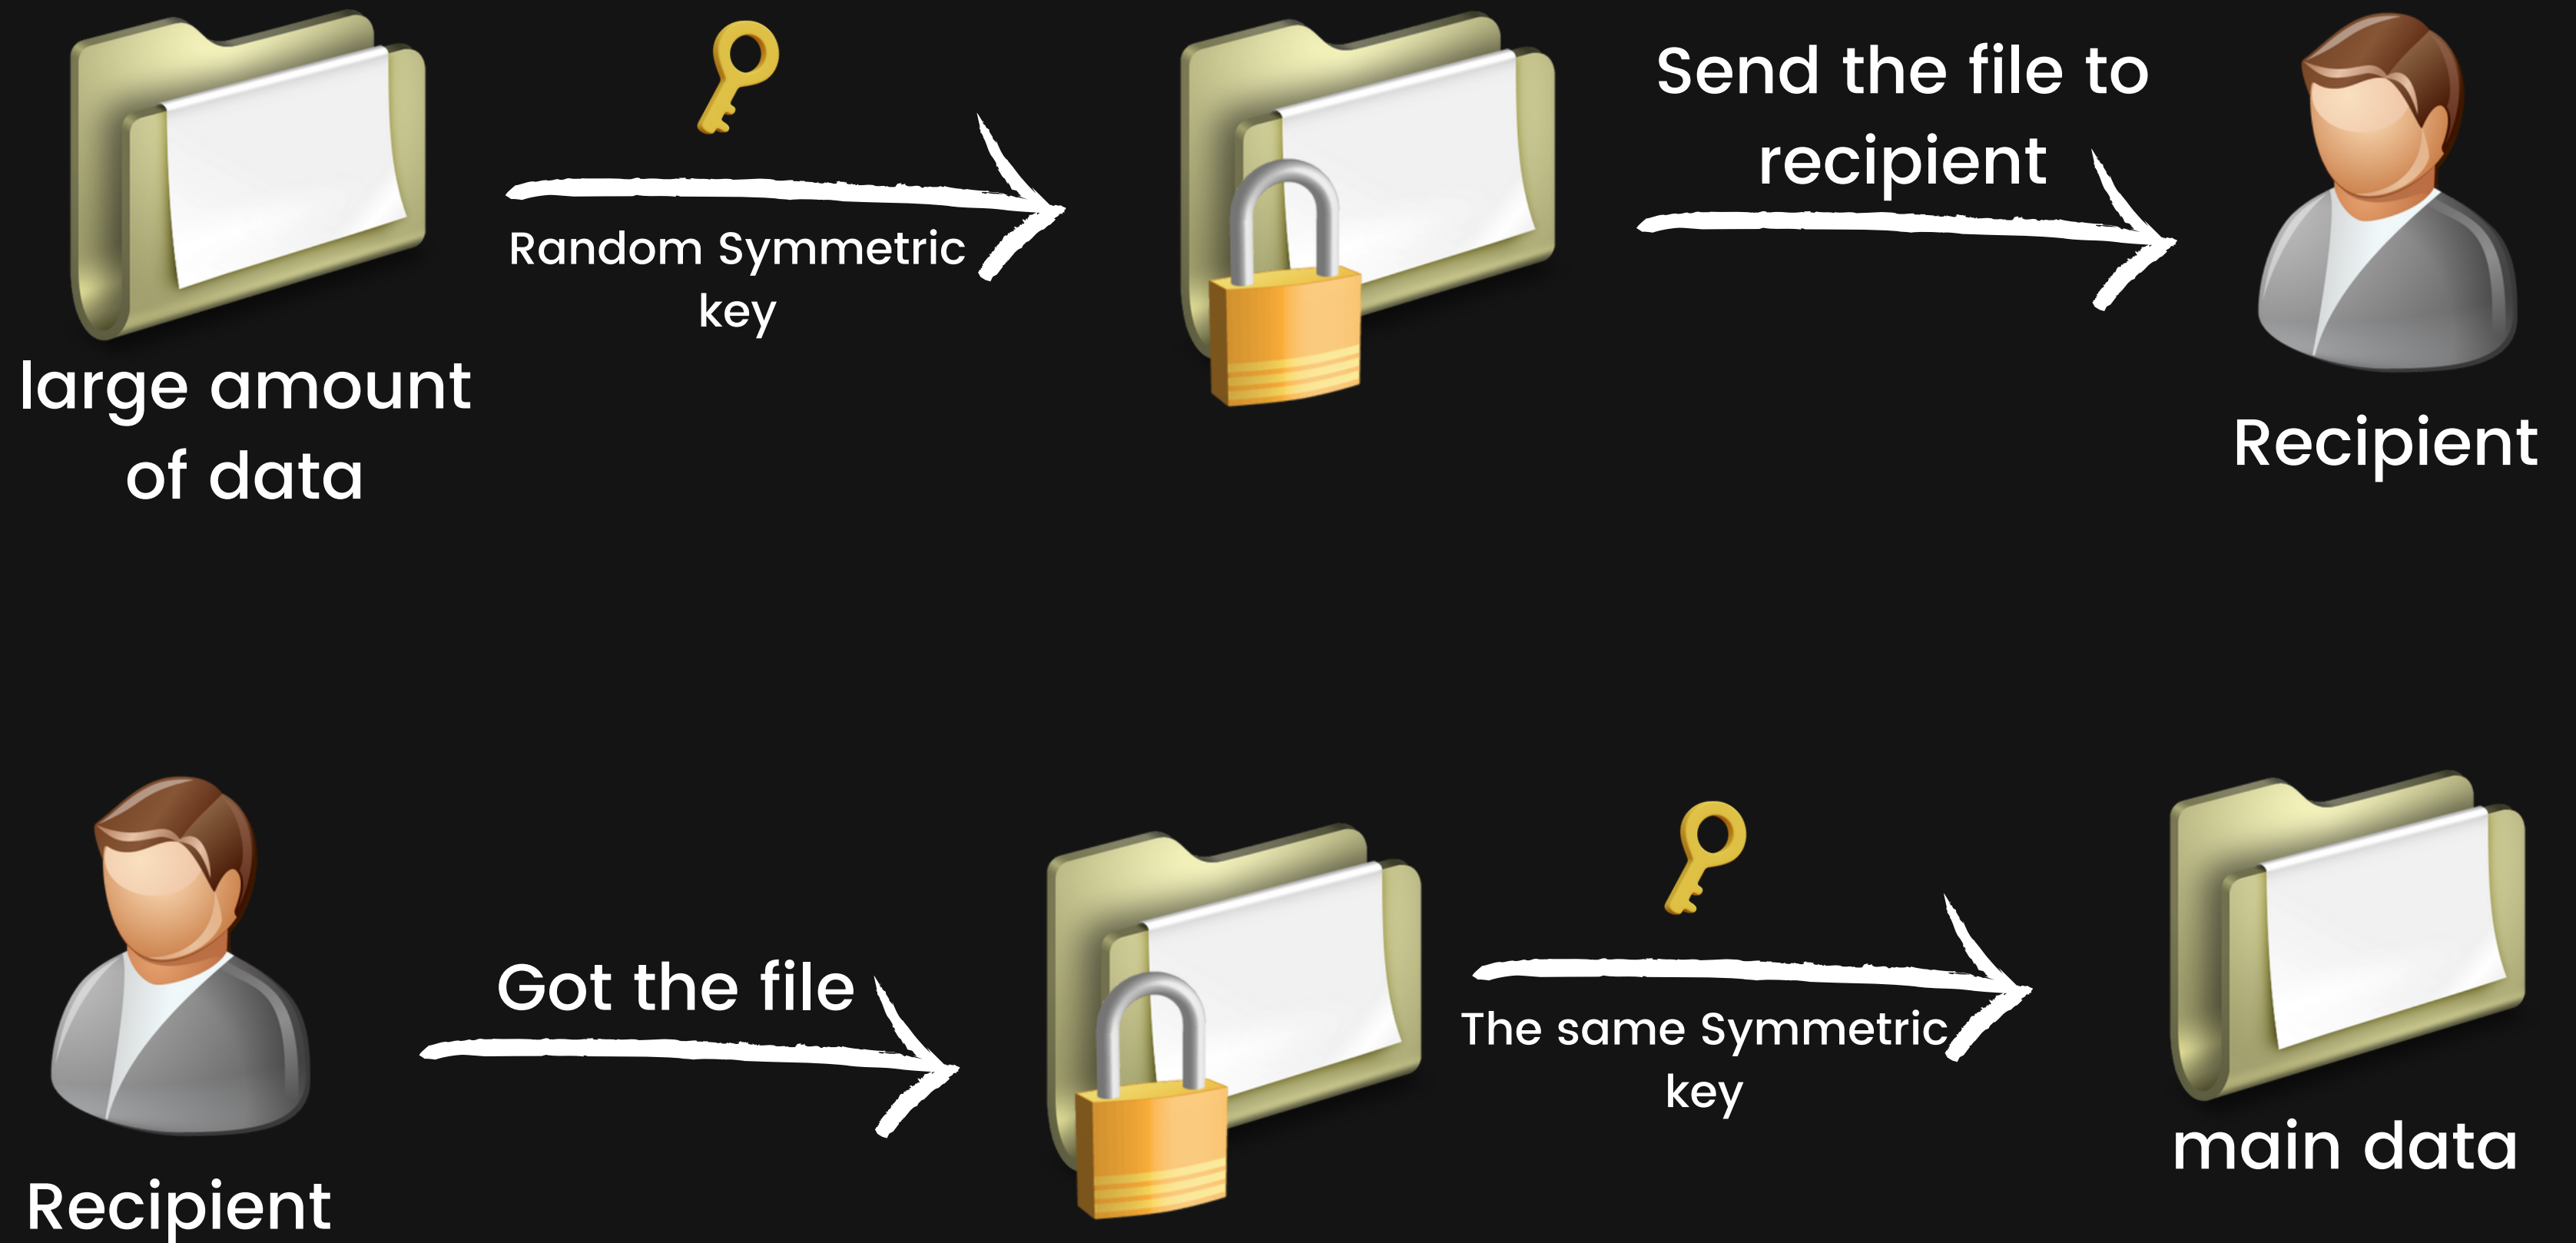 Send the file to
recipient
Random Symmetric
key
large amount
of data
Recipient
Got the file
The same Symmetric
key
main data
Recipient